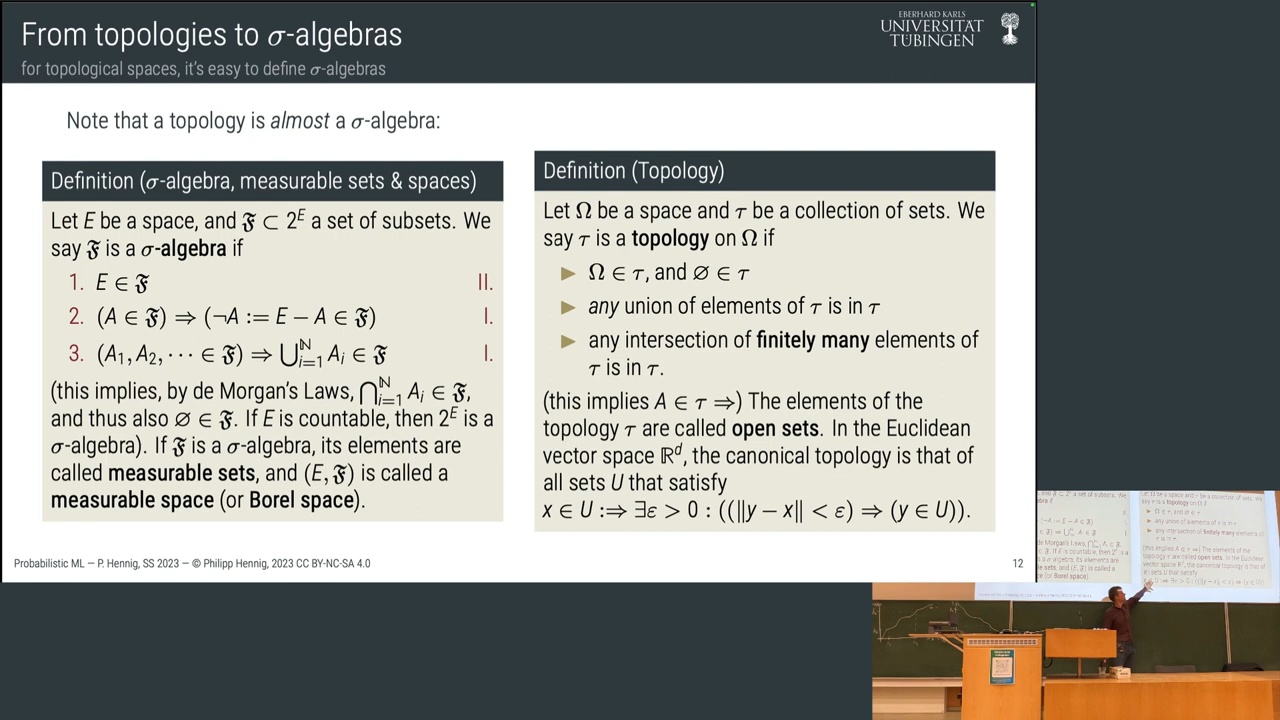 From topologies to σ-algebras
for topological spaces, it's easy to define σ-algebras
EBERHARD KARLS
UNIVERSITÄT
TÜBINGEN
Note that a topology is almost a σ-algebra:
Definition (σ-algebra, measurable sets & spaces)
Let E be a space, and 𝔉 ⊂ 2^E a set of subsets. We
say 𝔉 is a σ-algebra if
1. E ∈ 𝔉 II.
2. (A ∈ 𝔉) ⇒ (¬A := E − A ∈ 𝔉) I.
3. (A₁, A₂, ⋯ ∈ 𝔉) ⇒ ⋃_{i=1}^ℕ A_i ∈ 𝔉 I.
(this implies, by de Morgan's Laws, ⋂_{i=1}^ℕ A_i ∈ 𝔉,
and thus also ∅ ∈ 𝔉. If E is countable, then 2^E is a
σ-algebra). If 𝔉 is a σ-algebra, its elements are
called measurable sets, and (E, 𝔉) is called a
measurable space (or Borel space).
Definition (Topology)
Let Ω be a space and τ be a collection of sets. We
say τ is a topology on Ω if
▶ Ω ∈ τ, and ∅ ∈ τ
▶ any union of elements of τ is in τ
▶ any intersection of finitely many elements of
τ is in τ.
(this implies A ∈ τ ⇒) The elements of the
topology τ are called open sets. In the Euclidean
vector space ℝ^d, the canonical topology is that of
all sets U that satisfy
x ∈ U :⇒ ∃ε > 0 : ((‖y − x‖ < ε) ⇒ (y ∈ U)).
Probabilistic ML — P. Hennig, SS 2023 — © Philipp Hennig, 2023 CC BY-NC-SA 4.0
12